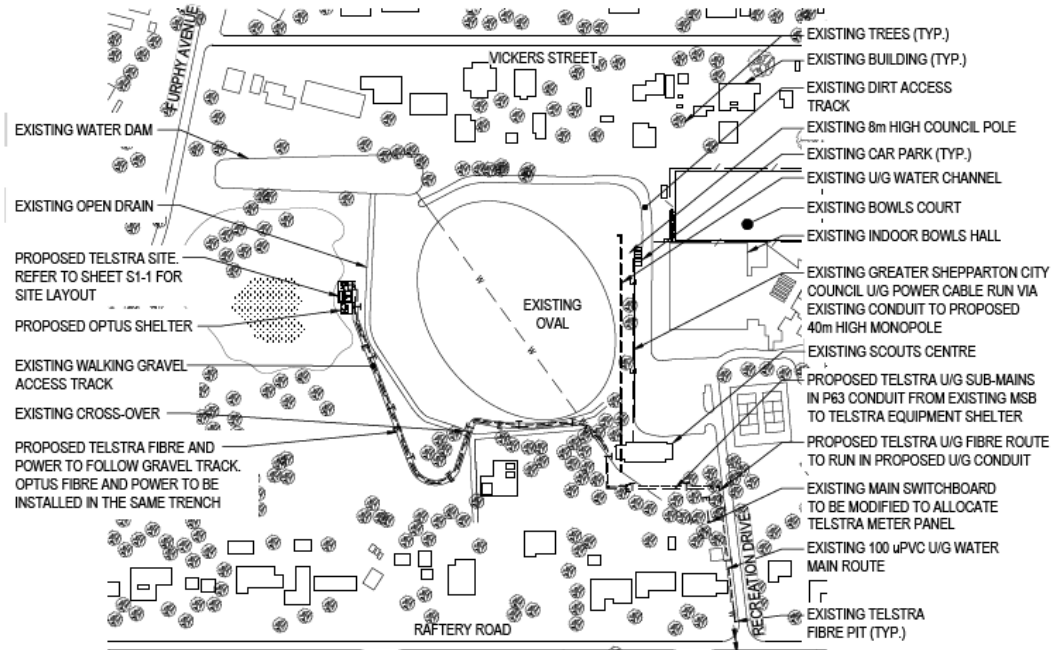 FURPHY AVENUE
VICKERS STREET
EXISTING WATER DAM
EXISTING OPEN DRAIN
PROPOSED TELSTRA SITE.
REFER TO SHEET S1-1 FOR
SITE LAYOUT
PROPOSED OPTUS SHELTER
EXISTING WALKING GRAVEL
ACCESS TRACK
EXISTING CROSS-OVER
PROPOSED TELSTRA FIBRE AND
POWER TO FOLLOW GRAVEL TRACK.
OPTUS FIBRE AND POWER TO BE
INSTALLED IN THE SAME TRENCH
W
EXISTING
OVAL
W
EXISTING TREES (TYP.)
EXISTING BUILDING (TYP.)
EXISTING DIRT ACCESS
TRACK
EXISTING 8m HIGH COUNCIL POLE
EXISTING CAR PARK (TYP.)
EXISTING U/G WATER CHANNEL
EXISTING BOWLS COURT
EXISTING INDOOR BOWLS HALL
EXISTING GREATER SHEPPARTON CITY
COUNCIL U/G POWER CABLE RUN VIA
EXISTING CONDUIT TO PROPOSED
40m HIGH MONOPOLE
EXISTING SCOUTS CENTRE
PROPOSED TELSTRA U/G SUB-MAINS
IN P63 CONDUIT FROM EXISTING MSB
TO TELSTRA EQUIPMENT SHELTER
PROPOSED TELSTRA U/G FIBRE ROUTE
TO RUN IN PROPOSED U/G CONDUIT
EXISTING MAIN SWITCHBOARD
TO BE MODIFIED TO ALLOCATE
TELSTRA METER PANEL
EXISTING 100 uPVC U/G WATER
MAIN ROUTE
EXISTING TELSTRA
FIBRE PIT (TYP.)
RECREATION DRIVE
RAFTERY ROAD